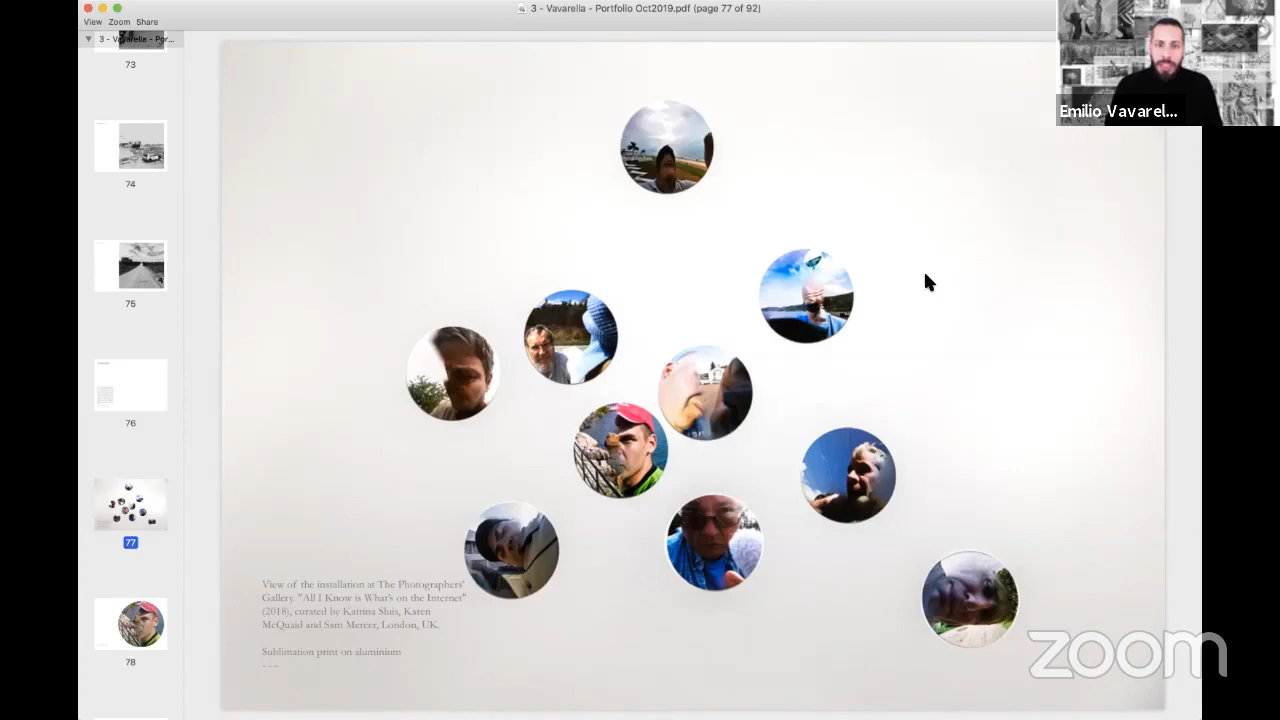 3 - Vavarella - Portfolio Oct2019.pdf (page 77 of 92)
View Zoom Share
3 - Vavarella - Por...
73
74
75
76
77
78
Emilio Vavarel...
View of the installation at The Photographers'
Gallery. "All I Know is What's on the Internet"
(2018), curated by Katrina Sluis, Karen
McQuaid and Sam Mercer, London, UK.
Sublimation print on aluminium
- - -
zoom